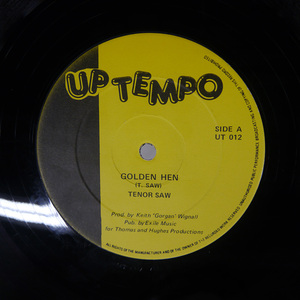 UP TEMPO
SIDE A
UT 012
GOLDEN HEN
(T. SAW)
TENOR SAW
Prod. by Keith "Gorgon" Wignall
Pub. by Exile Music
for Thomas and Hughes Productions